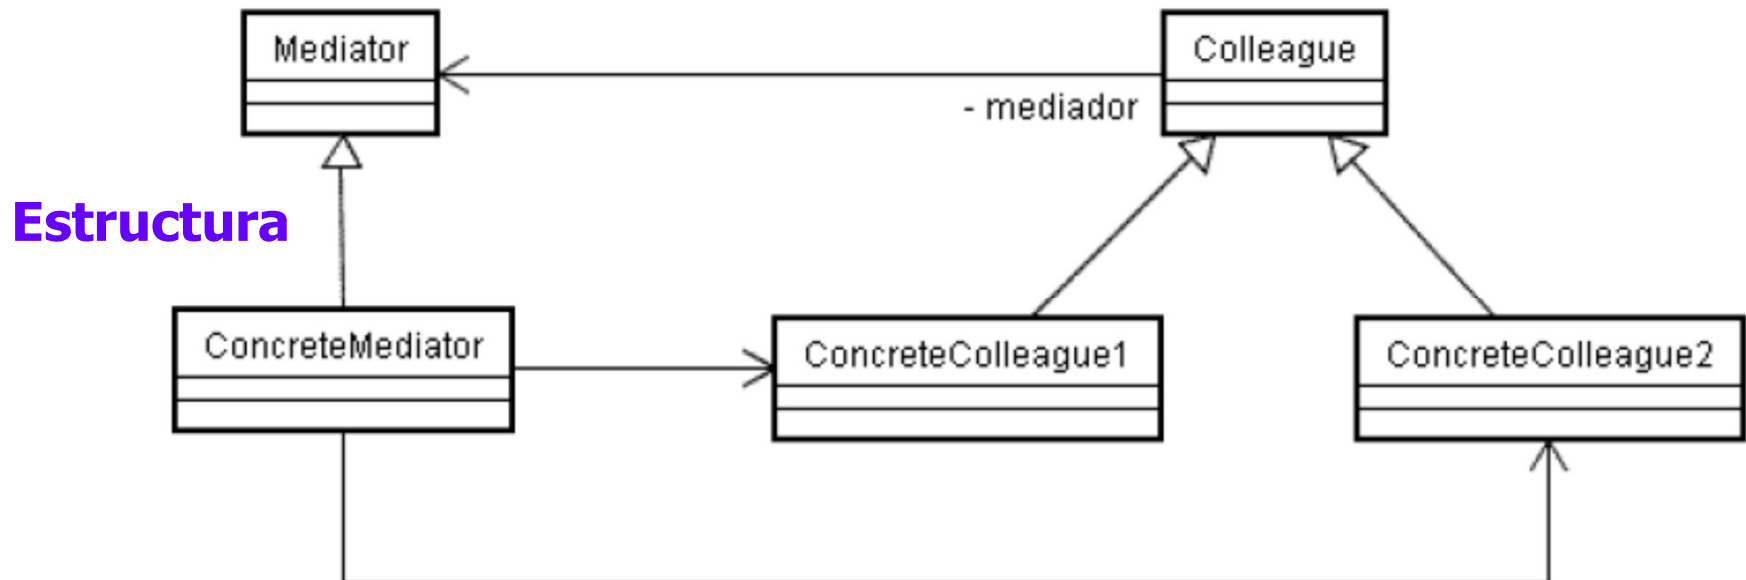 Mediator
Colleague
- mediador
Estructura
ConcreteMediator
ConcreteColleague1
ConcreteColleague2